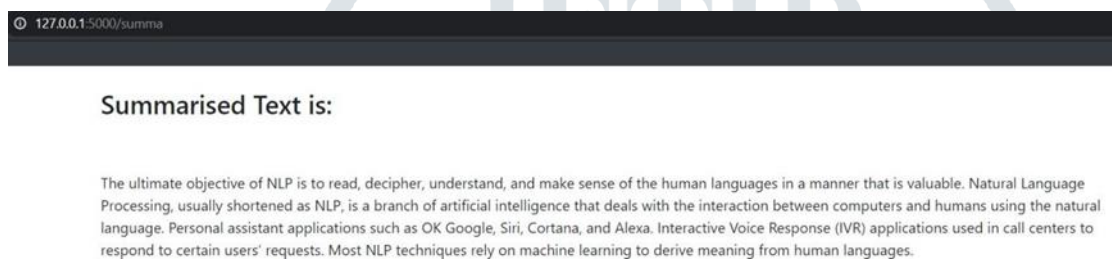 127.0.0.1:5000/summa
Summarised Text is:
The ultimate objective of NLP is to read, decipher, understand, and make sense of the human languages in a manner that is valuable. Natural Language
Processing, usually shortened as NLP, is a branch of artificial intelligence that deals with the interaction between computers and humans using the natural
language. Personal assistant applications such as OK Google, Siri, Cortana, and Alexa. Interactive Voice Response (IVR) applications used in call centers to
respond to certain users' requests. Most NLP techniques rely on machine learning to derive meaning from human languages.